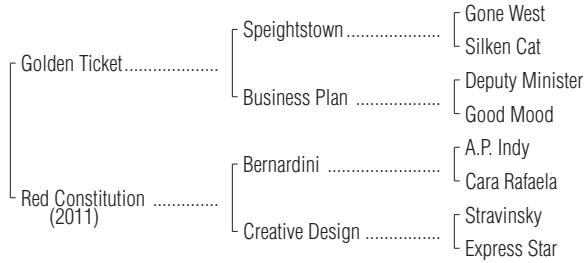 Gone West
Speightstown ....................
Silken Cat
Golden Ticket....................
Deputy Minister
Business Plan ..................
Good Mood
A.P. Indy
Bernardini ........................
Cara Rafaela
Red Constitution ..............
(2011)
Stravinsky
Creative Design ................
Express Star